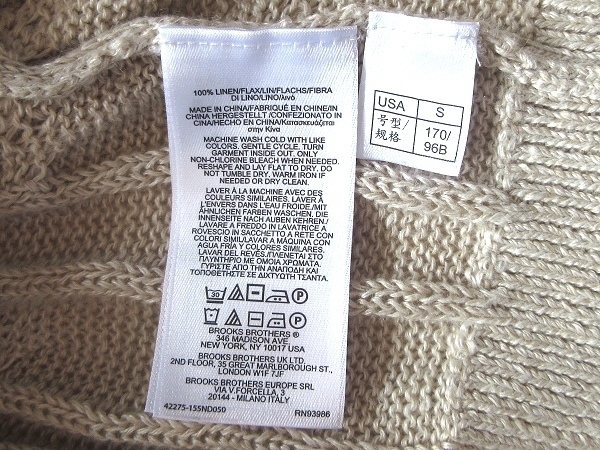 100% LINEN/FLAX/LIN/FLACHS/FIBRA
DI LINO/LINO/λινό
MADE IN CHINA/FABRIQUÉ EN CHINE/IN
CHINA HERGESTELLT /CONFEZIONATO IN
CINA/HECHO EN CHINA/Κατασκευάζεται
στην Κίνα
MACHINE WASH COLD WITH LIKE
COLORS. GENTLE CYCLE. TURN
GARMENT INSIDE OUT. ONLY
NON-CHLORINE BLEACH WHEN NEEDED.
RESHAPE AND LAY FLAT TO DRY. DO
NOT TUMBLE DRY. WARM IRON IF
NEEDED OR DRY CLEAN.
LAVER À LA MACHINE AVEC DES
COULEURS SIMILAIRES. LAVER À
L'ENVERS DANS L'EAU FROIDE./MIT
ÄHNLICHEN FARBEN WASCHEN, DIE
INNENSEITE NACH AUßEN KEHREN/
LAVARE A FREDDO IN LAVATRICE A
ROVESCIO IN SACCHETTO A RETE CON
COLORI SIMILI/LAVAR A MÁQUINA CON
AGUA FRÍA Y COLORES SIMILARES.
LAVAR DEL REVÉS./ΠΛΕΝΕΤΑΙ ΣΤΟ
ΠΛΥΝΤΗΡΙΟ ΜΕ ΟΜΟΙΑ ΧΡΩΜΑΤΑ.
ΓΥΡΙΣΤΕ ΑΠΟ ΤΗΝ ΑΝΑΠΟΔΗ ΚΑΙ
ΤΟΠΟΘΕΤΗΣΤΕ ΣΕ ΔΙΧΤΥΩΤΗ ΤΣΑΝΤΑ.
30 P
P
BROOKS BROTHERS ®
346 MADISON AVE.
NEW YORK, NY 10017 USA
BROOKS BROTHERS UK LTD.
2ND FLOOR, 35 GREAT MARLBOROUGH ST.,
LONDON W1F 7JF
BROOKS BROTHERS EUROPE SRL
VIA V.FORCELLA 3
20144 - MILANO ITALY
42275-155ND050 RN93986
USA S
号型/ 170/
规格 96B